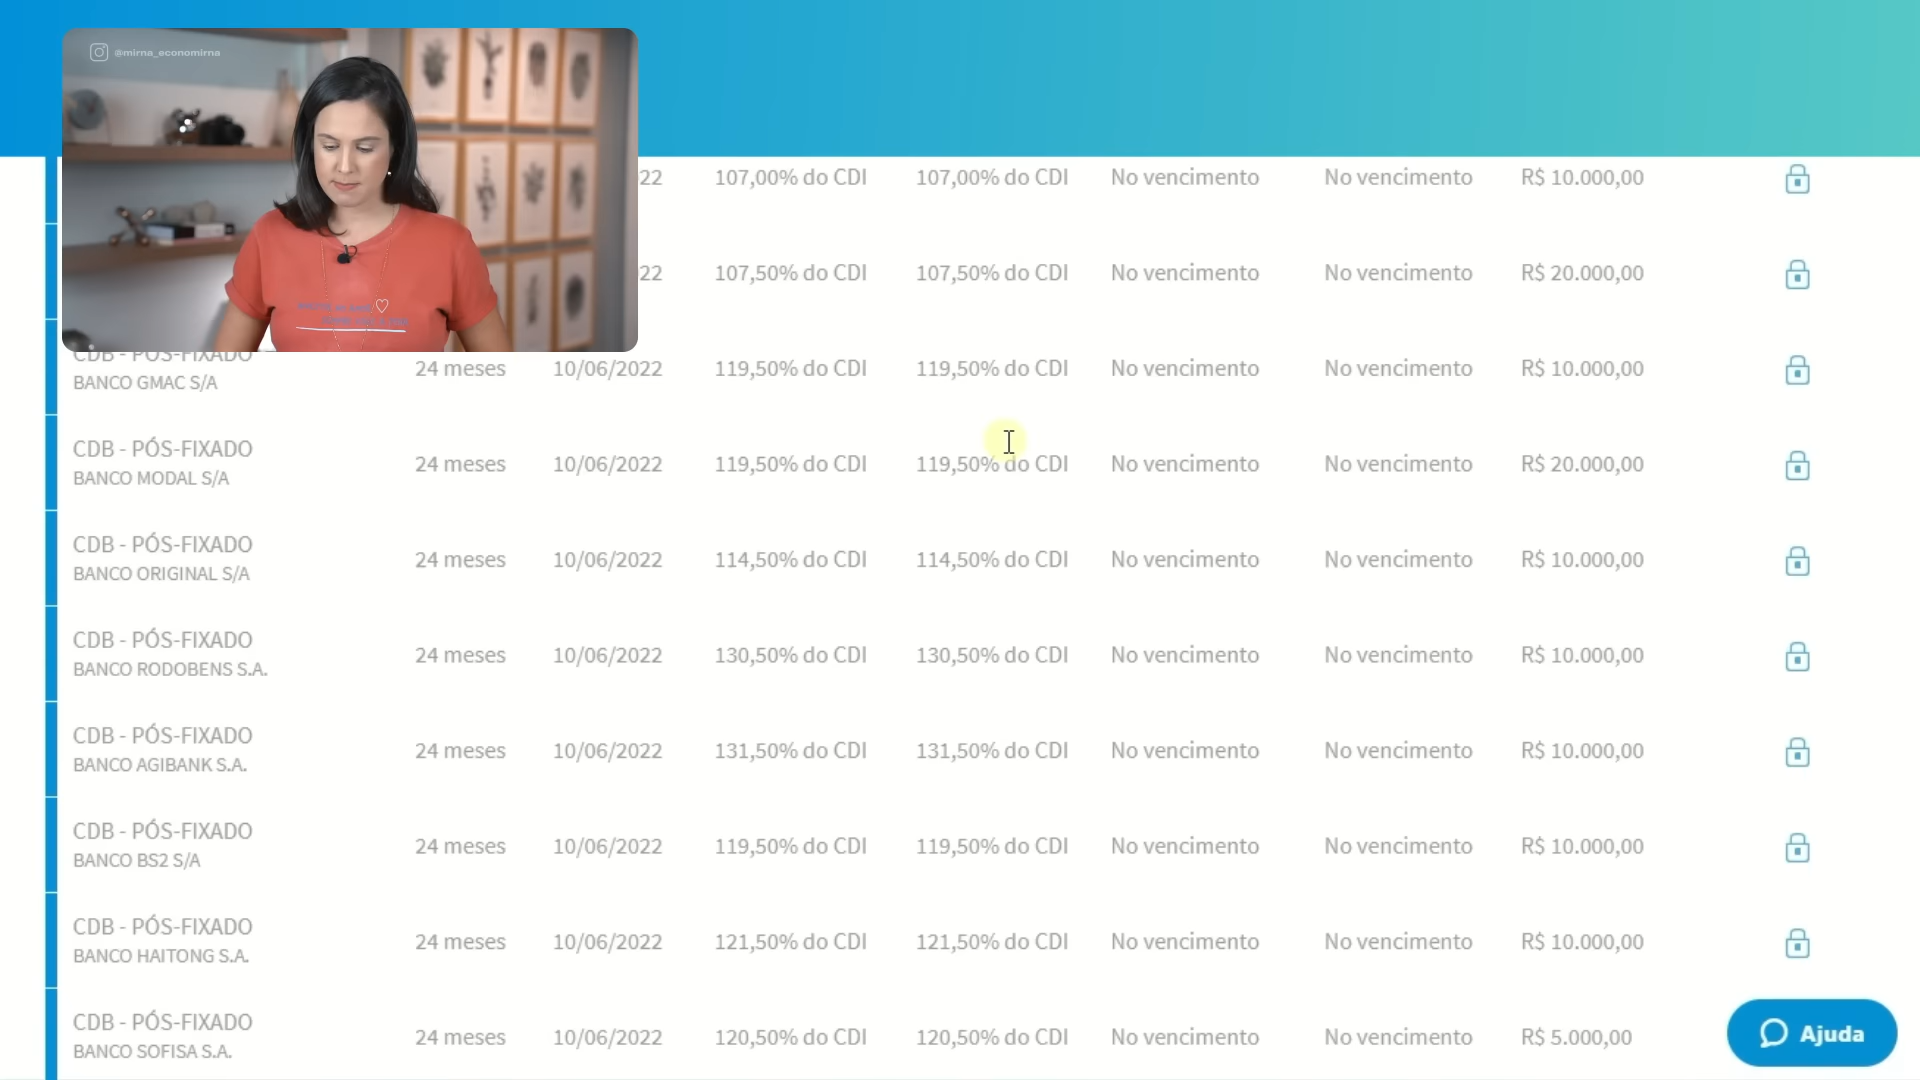 @mirna_economirna
22 107,00% do CDI 107,00% do CDI No vencimento No vencimento R$ 10.000,00
22 107,50% do CDI 107,50% do CDI No vencimento No vencimento R$ 20.000,00
CDB - PÓS-FIXADO
BANCO GMAC S/A
24 meses 10/06/2022 119,50% do CDI 119,50% do CDI No vencimento No vencimento R$ 10.000,00
CDB - PÓS-FIXADO
BANCO MODAL S/A
24 meses 10/06/2022 119,50% do CDI 119,50% do CDI No vencimento No vencimento R$ 20.000,00
CDB - PÓS-FIXADO
BANCO ORIGINAL S/A
24 meses 10/06/2022 114,50% do CDI 114,50% do CDI No vencimento No vencimento R$ 10.000,00
CDB - PÓS-FIXADO
BANCO RODOBENS S.A.
24 meses 10/06/2022 130,50% do CDI 130,50% do CDI No vencimento No vencimento R$ 10.000,00
CDB - PÓS-FIXADO
BANCO AGIBANK S.A.
24 meses 10/06/2022 131,50% do CDI 131,50% do CDI No vencimento No vencimento R$ 10.000,00
CDB - PÓS-FIXADO
BANCO BS2 S/A
24 meses 10/06/2022 119,50% do CDI 119,50% do CDI No vencimento No vencimento R$ 10.000,00
CDB - PÓS-FIXADO
BANCO HAITONG S.A.
24 meses 10/06/2022 121,50% do CDI 121,50% do CDI No vencimento No vencimento R$ 10.000,00
CDB - PÓS-FIXADO
BANCO SOFISA S.A.
24 meses 10/06/2022 120,50% do CDI 120,50% do CDI No vencimento No vencimento R$ 5.000,00
Ajuda